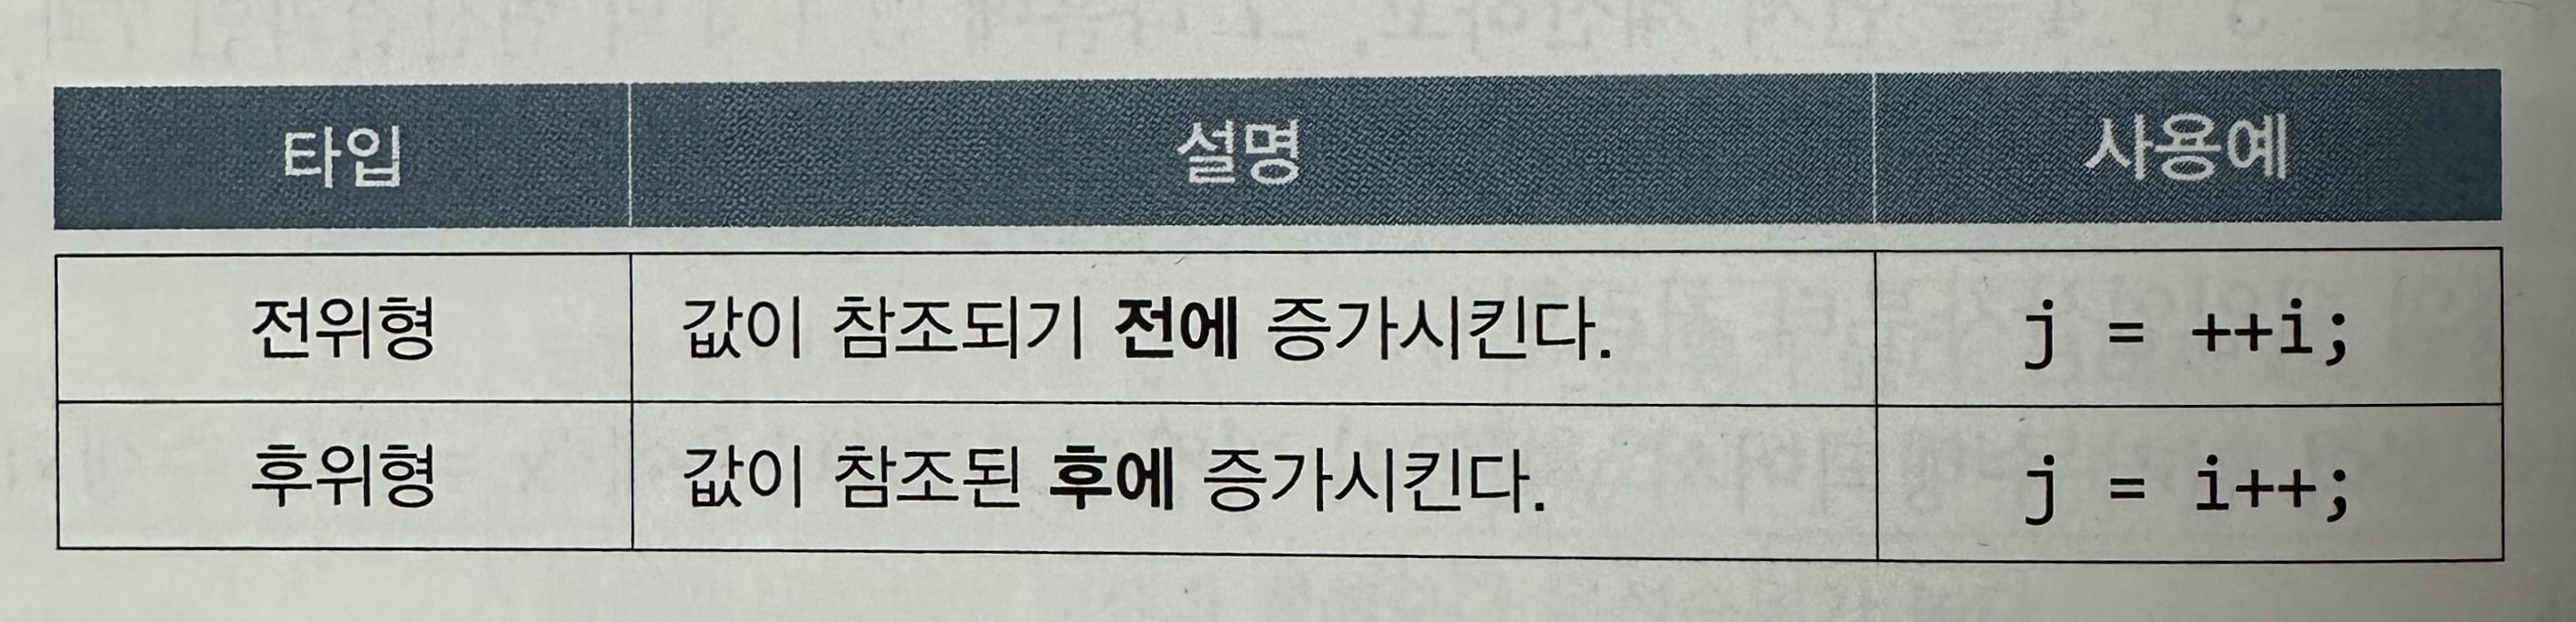 타입 설명 사용예
전위형 값이 참조되기 전에 증가시킨다. j = ++i;
후위형 값이 참조된 후에 증가시킨다. j = i++;